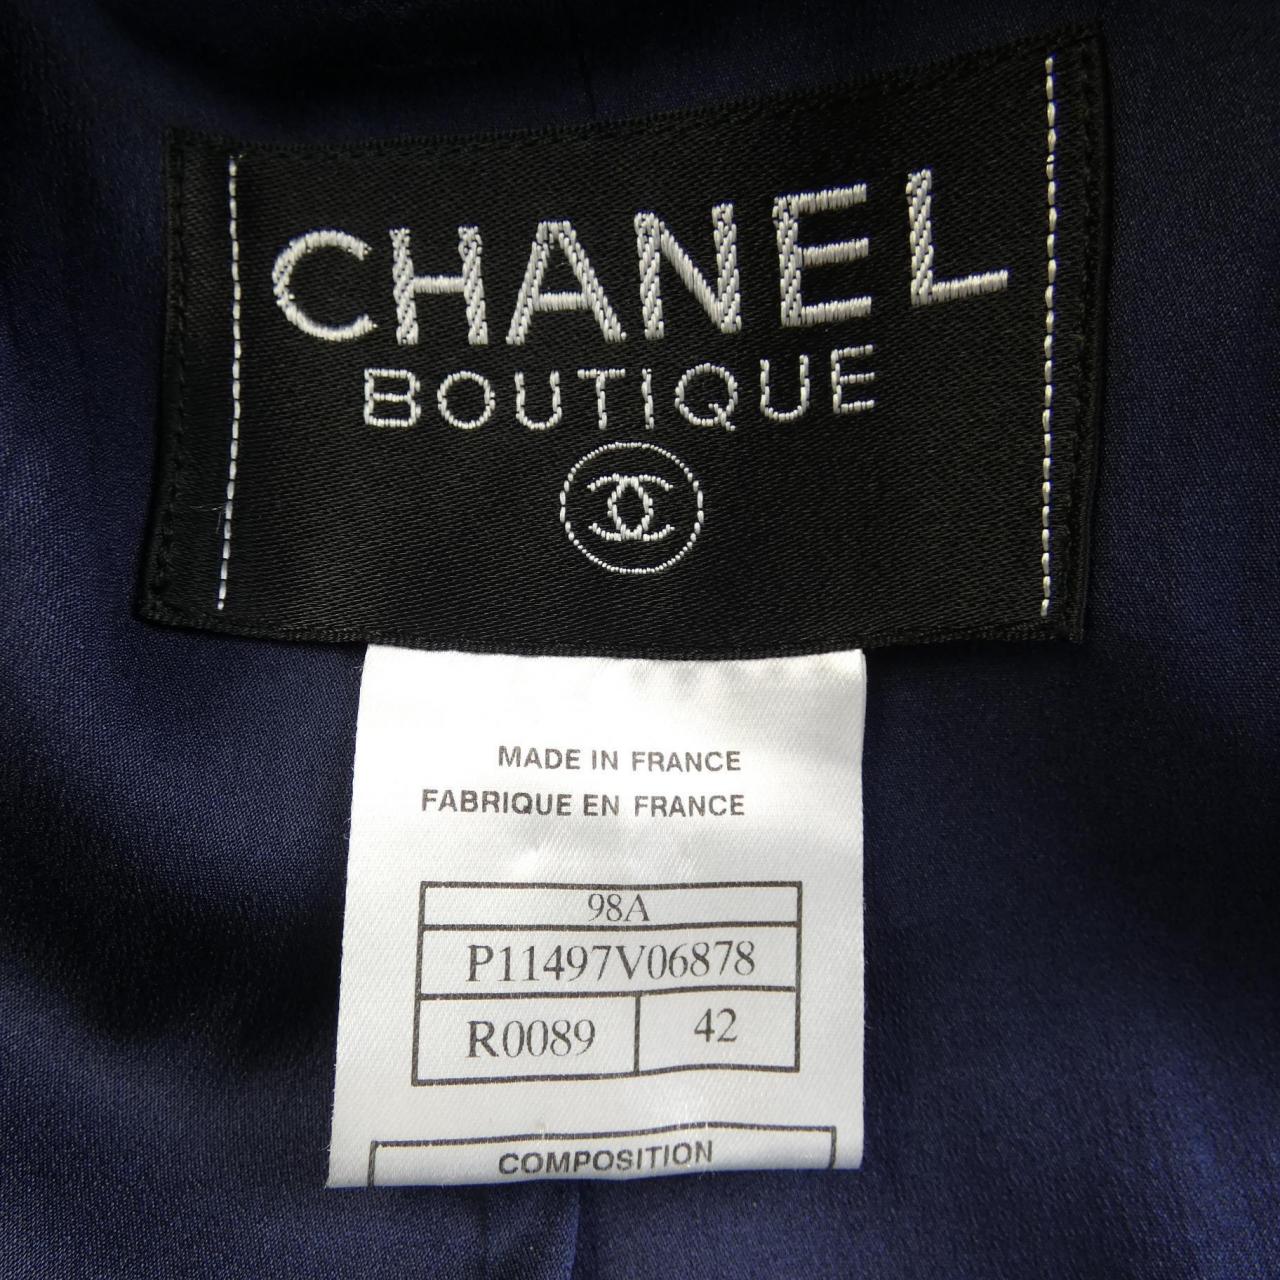 CHANEL
BOUTIQUE
MADE IN FRANCE
FABRIQUE EN FRANCE
98A
P11497V06878
R0089 42
COMPOSITION